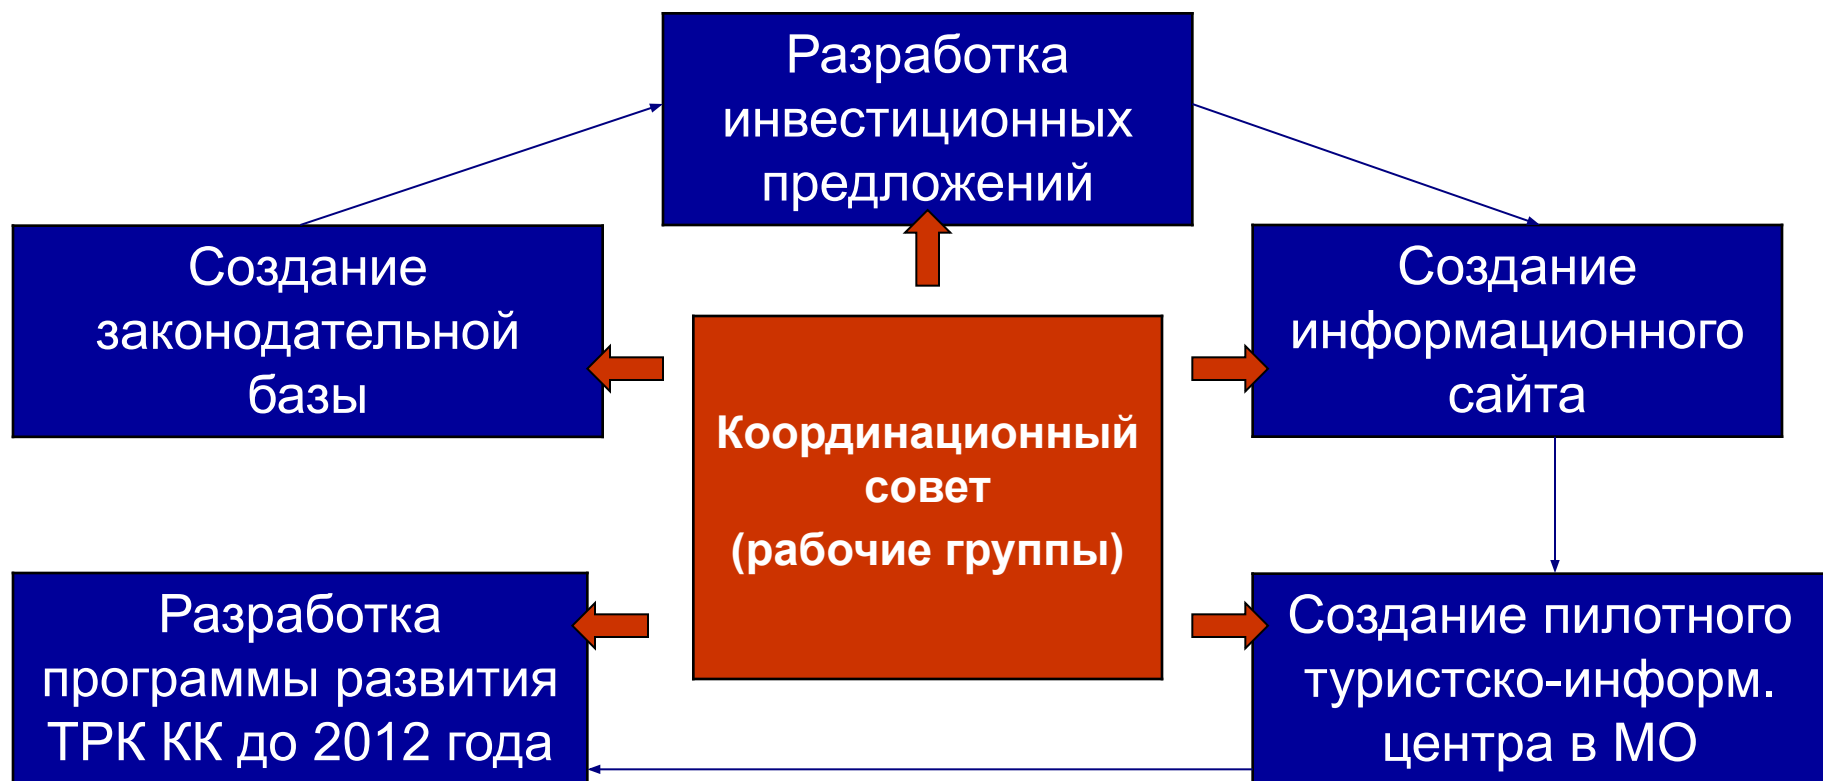 Разработка
инвестиционных
предложений
Создание
законодательной
базы
Создание
информационного
сайта
Координационный
совет
(рабочие группы)
Разработка
программы развития
ТРК КК до 2012 года
Создание пилотного
туристско-информ.
центра в МО